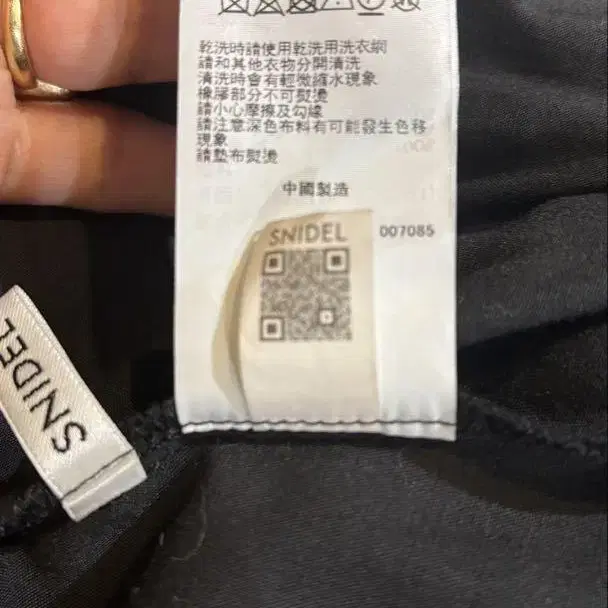 乾洗時請使用乾洗用洗衣網
請和其他衣物分開清洗
清洗時會有輕微縮水現象
橡膠部分不可熨燙
請小心摩擦及勾線
請注意深色布料有可能發生色移
現象
請墊布熨燙
中國製造
SNIDEL
007085
SNIDEL